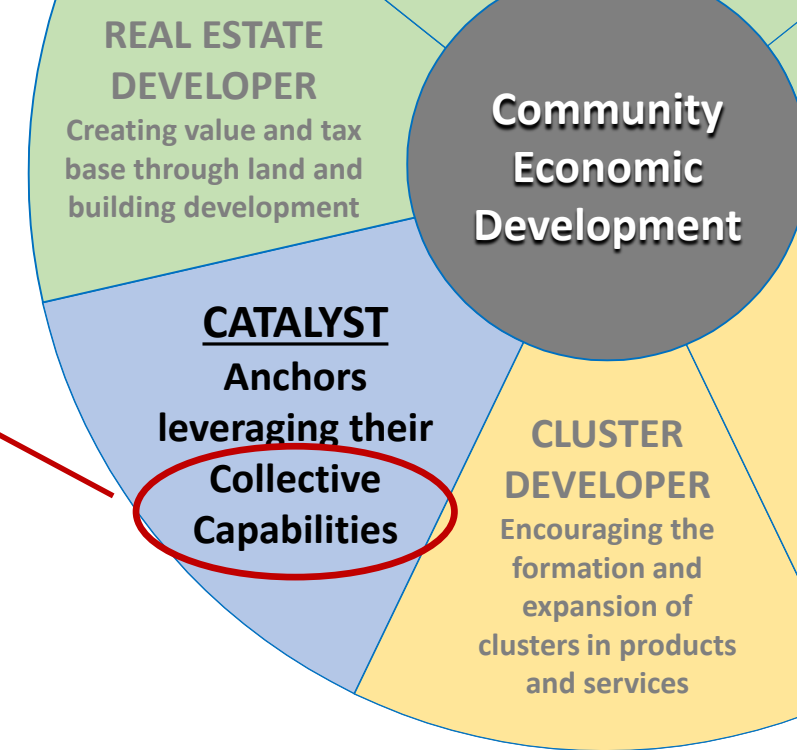 REAL ESTATE
DEVELOPER
Creating value and tax
base through land and
building development
Community
Economic
Development
CATALYST
Anchors
leveraging their
Collective
Capabilities
CLUSTER
DEVELOPER
Encouraging the
formation and
expansion of
clusters in products
and services